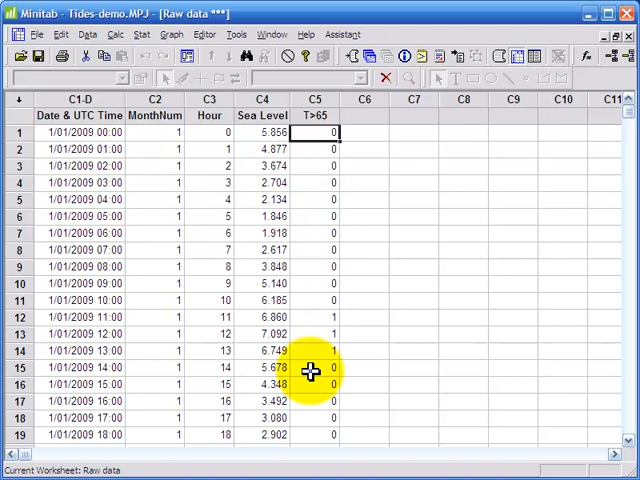 Minitab - Tides-demo.MPJ - [Raw data ***]
File Edit Data Calc Stat Graph Editor Tools Window Help Assistant
C1-D C2 C3 C4 C5 C6 C7 C8 C9 C10 C11
Date & UTC Time MonthNum Hour Sea Level T>65
1 1/01/2009 00:00 1 0 5.856 0
2 1/01/2009 01:00 1 1 4.877 0
3 1/01/2009 02:00 1 2 3.674 0
4 1/01/2009 03:00 1 3 2.704 0
5 1/01/2009 04:00 1 4 2.134 0
6 1/01/2009 05:00 1 5 1.846 0
7 1/01/2009 06:00 1 6 1.918 0
8 1/01/2009 07:00 1 7 2.617 0
9 1/01/2009 08:00 1 8 3.848 0
10 1/01/2009 09:00 1 9 5.140 0
11 1/01/2009 10:00 1 10 6.185 0
12 1/01/2009 11:00 1 11 6.860 1
13 1/01/2009 12:00 1 12 7.092 1
14 1/01/2009 13:00 1 13 6.749 1
15 1/01/2009 14:00 1 14 5.678 0
16 1/01/2009 15:00 1 15 4.348 0
17 1/01/2009 16:00 1 16 3.492 0
18 1/01/2009 17:00 1 17 3.080 0
19 1/01/2009 18:00 1 18 2.902 0
Current Worksheet: Raw data